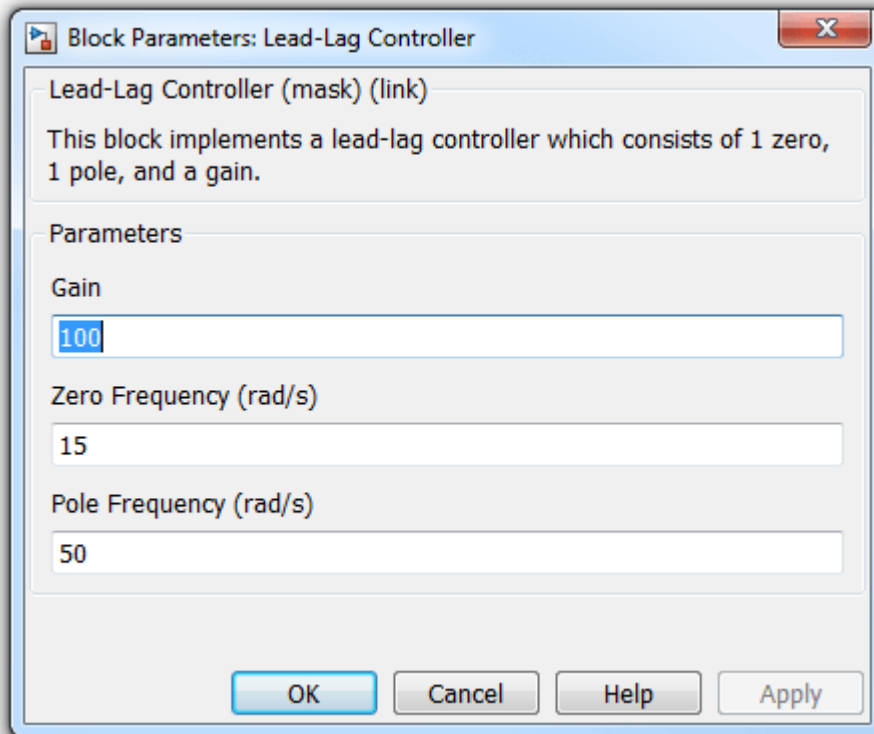 Block Parameters: Lead-Lag Controller
Lead-Lag Controller (mask) (link)
This block implements a lead-lag controller which consists of 1 zero,
1 pole, and a gain.
Parameters
Gain
100
Zero Frequency (rad/s)
15
Pole Frequency (rad/s)
50
OK Cancel Help Apply